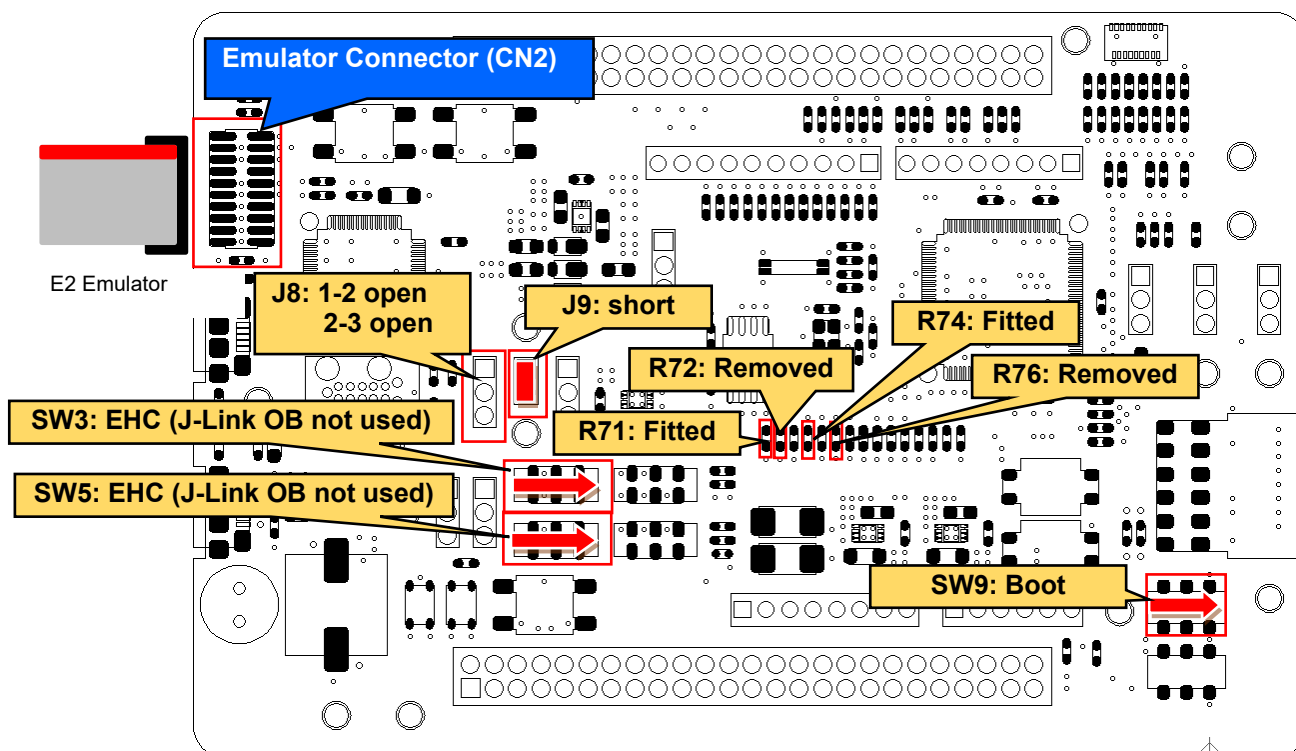 Emulator Connector (CN2)
E2 Emulator
J8: 1-2 open
2-3 open
J9: short
R74: Fitted
R72: Removed
R76: Removed
SW3: EHC (J-Link OB not used)
R71: Fitted
SW5: EHC (J-Link OB not used)
SW9: Boot